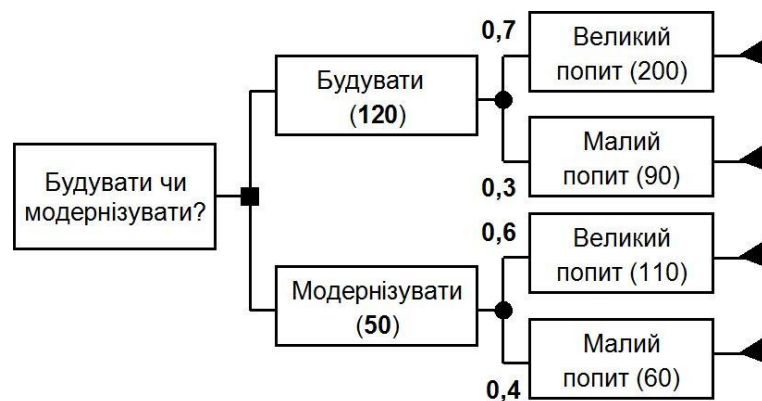 Будувати чи
модернізувати?
Будувати
(120)
0,7
Великий
попит (200)
Малий
попит (90)
0,3
Модернізувати
(50)
0,6
Великий
попит (110)
Малий
попит (60)
0,4